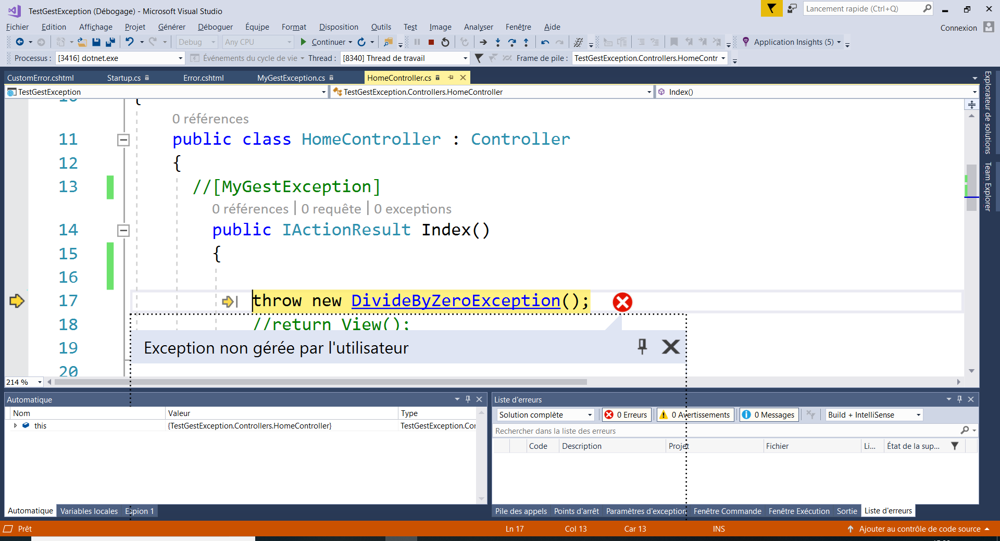 TestGestException (Débogage) - Microsoft Visual Studio
Lancement rapide (Ctrl+Q)
Fichier Edition Affichage Projet Générer Déboguer Équipe Format Disposition Outils Test Image Analyser Fenêtre Aide
Connexion
Debug Any CPU Continuer Application Insights (5)
Processus : [3416] dotnet.exe Événements du cycle de vie Thread : [8340] Thread de travail Frame de pile : TestGestException.Controllers.HomeContr
CustomError.cshtml Startup.cs Error.cshtml MyGestException.cs HomeController.cs
TestGestException TestGestException.Controllers.HomeController Index()
Explorateur de solutions
Team Explorer
10 {
0 références
11 public class HomeController : Controller
12 {
13 //[MyGestException]
0 références | 0 requête | 0 exceptions
14 public IActionResult Index()
15 {
16
17 throw new DivideByZeroException();
18 //return View();
19
20
Exception non gérée par l'utilisateur
214 %
Automatique
Nom Valeur Type
this {TestGestException.Controllers.HomeController} TestGestException.Cor
Automatique Variables locales Espion 1
Liste d'erreurs
Solution complète 0 Erreurs 0 Avertissements 0 Messages Build + IntelliSense
Rechercher dans la liste des erreurs
Code Description Projet Fichier Li... État de la sup...
Pile des appels Points d'arrêt Paramètres d'exception Fenêtre Commande Fenêtre Exécution Sortie Liste d'erreurs
Prêt Ln 17 Col 13 Car 13 INS Ajouter au contrôle de code source